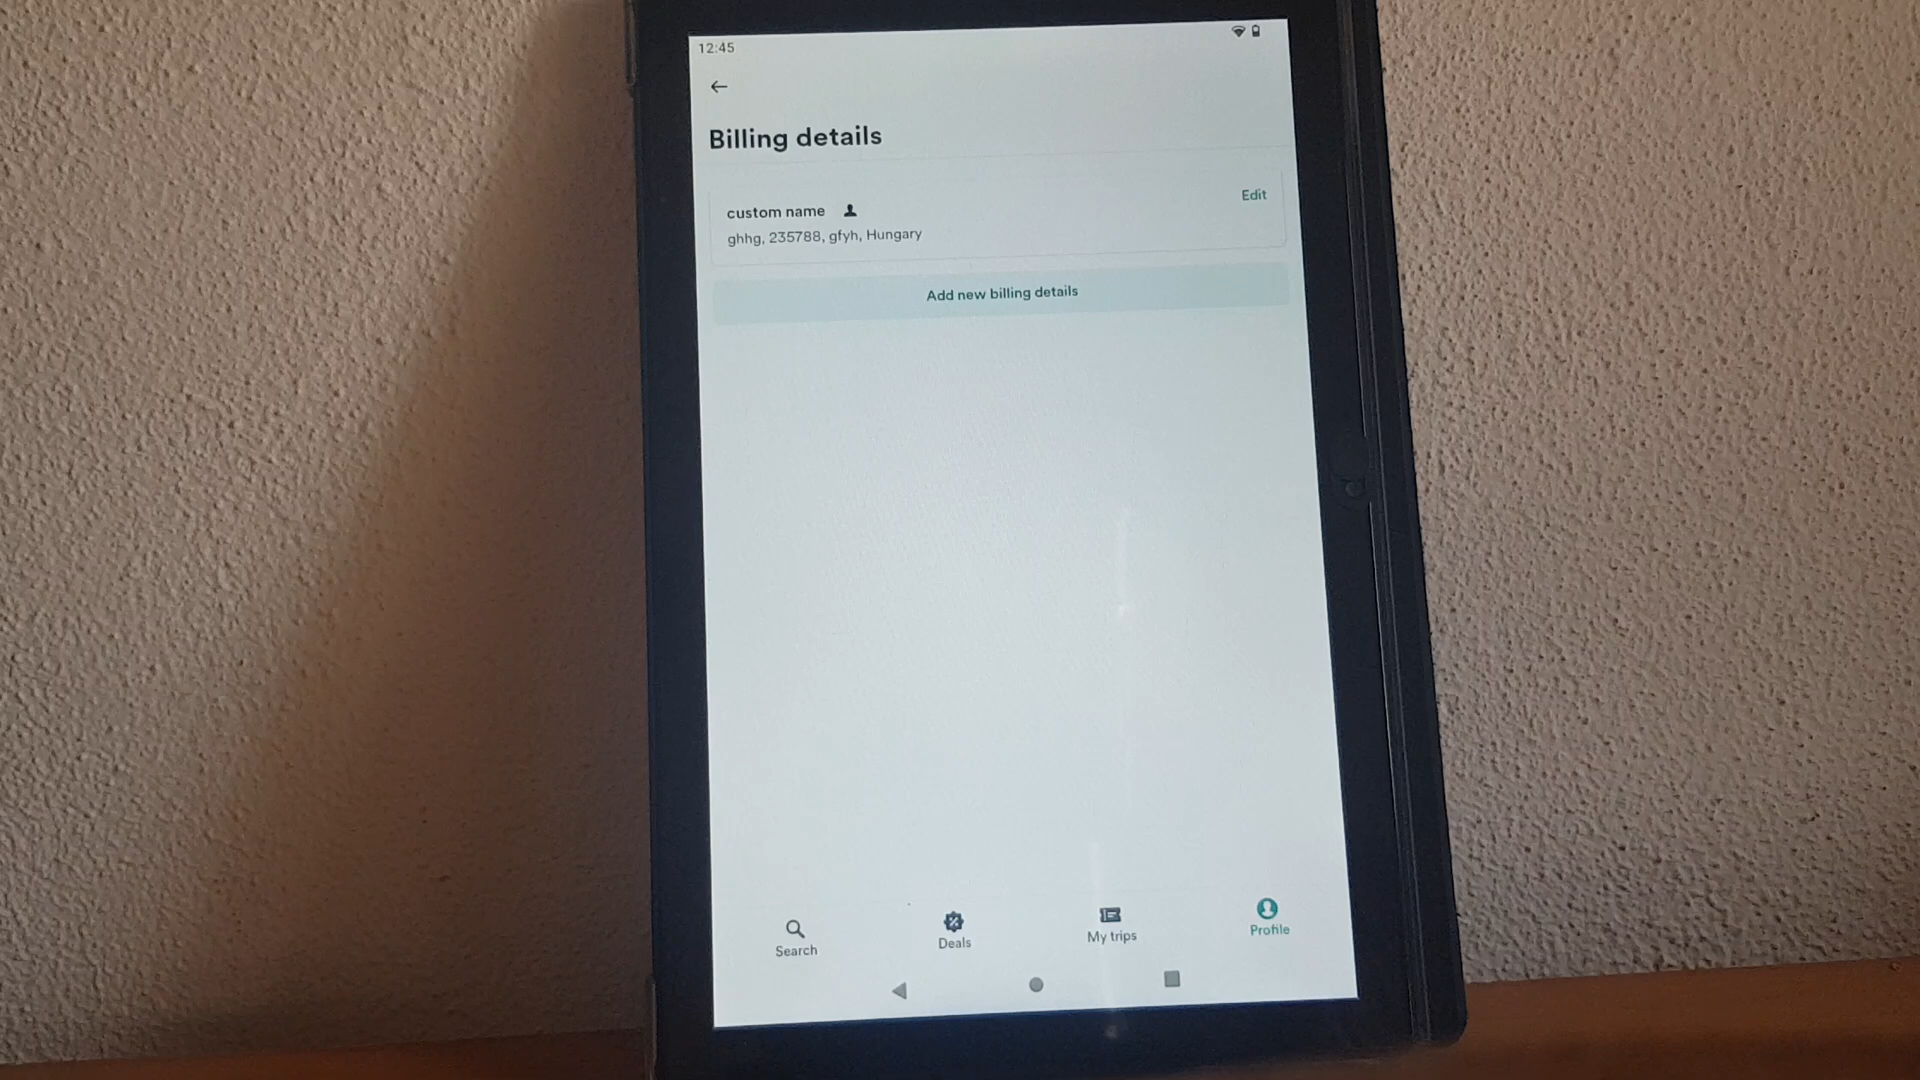 12:45
Billing details
Edit
custom name
ghhg, 235788, gfyh, Hungary
Add new billing details
Search
Deals
My trips
Profile